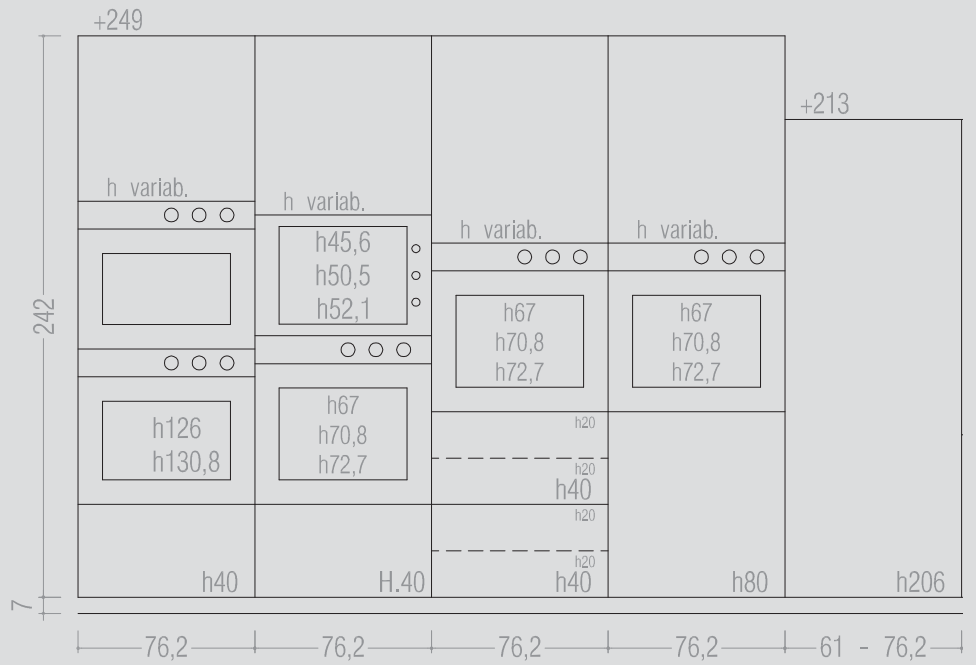 +249
+213
h variab.
h variab.
h variab.
h variab.
h45,6
h50,5
h52,1
h67
h70,8
h72,7
h67
h70,8
h72,7
242
h126
h130,8
h67
h70,8
h72,7
h20
h20
h40
h20
h20
h40
H.40
h40
h80
h206
7
76,2
76,2
76,2
76,2
61 - 76,2